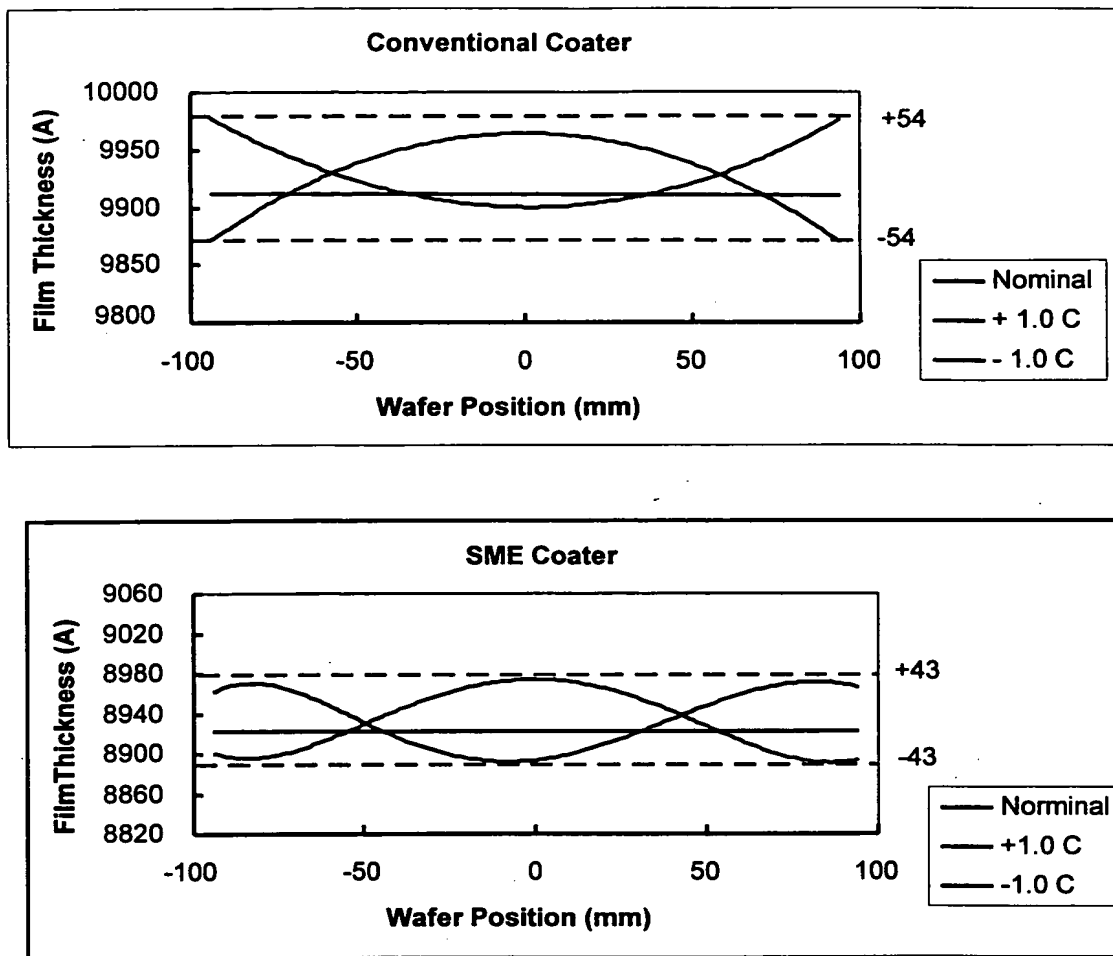 Conventional Coater
Film Thickness (A)
10000
9950
9900
9850
9800
+54
-54
-100
-50
0
50
100
Wafer Position (mm)
Nominal
+ 1.0 C
- 1.0 C
SME Coater
FilmThickness (A)
9060
9020
8980
8940
8900
8860
8820
+43
-43
-100
-50
0
50
100
Wafer Position (mm)
Norminal
+1.0 C
-1.0 C